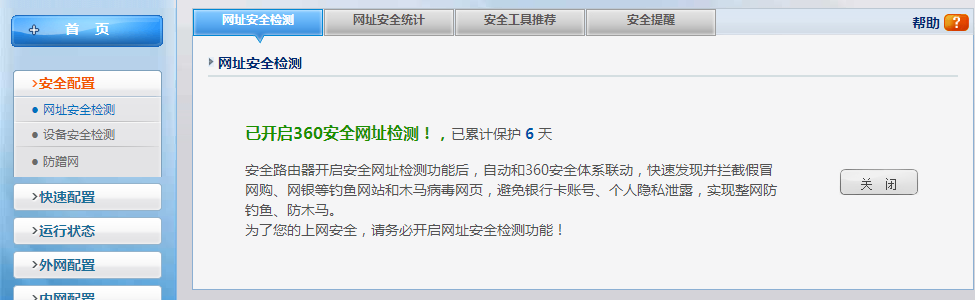 首 页
安全配置
网址安全检测
设备安全检测
防蹭网
快速配置
运行状态
外网配置
内网配置
网址安全检测
网址安全统计
安全工具推荐
安全提醒
帮助 ?
网址安全检测
已开启360安全网址检测！，已累计保护 6 天
安全路由器开启安全网址检测功能后，自动和360安全体系联动，快速发现并拦截假冒
网购、网银等钓鱼网站和木马病毒网页，避免银行卡账号、个人隐私泄露，实现整网防
钓鱼、防木马。
为了您的上网安全，请务必开启网址安全检测功能！
关 闭